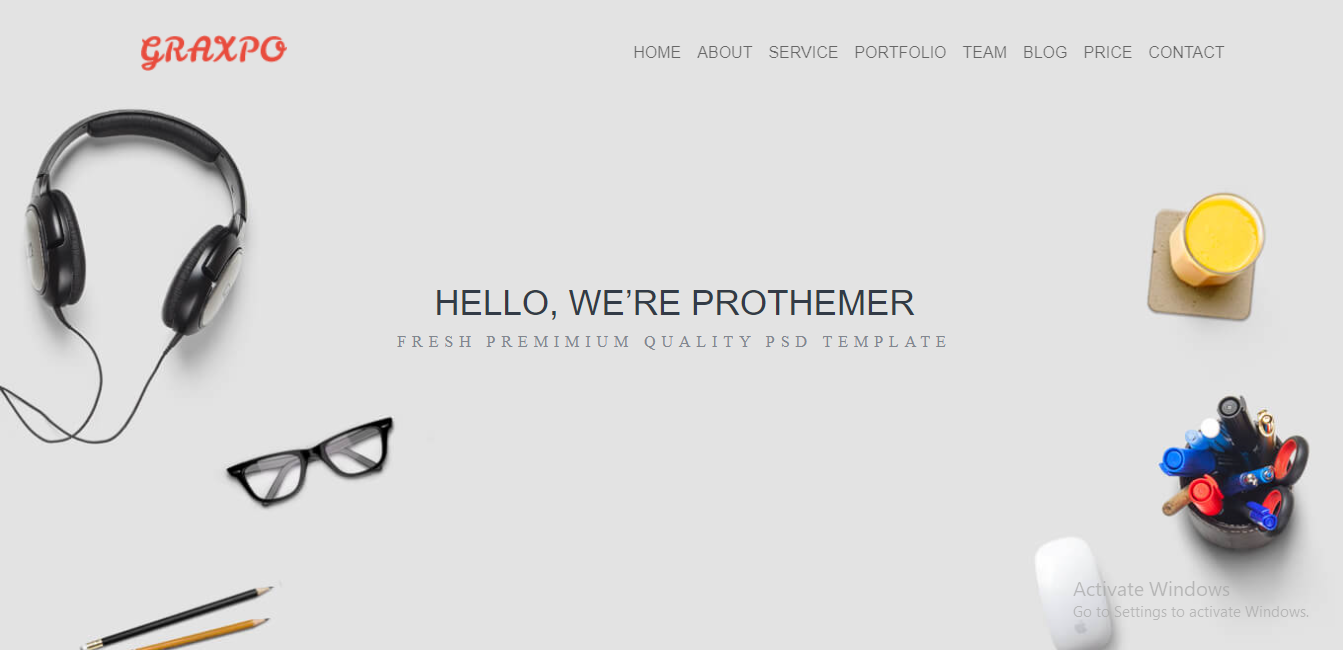 GRAXPO
HOME ABOUT SERVICE PORTFOLIO TEAM BLOG PRICE CONTACT
HELLO, WE’RE PROTHEMER
FRESH PREMIMIUM QUALITY PSD TEMPLATE
Activate Windows
Go to Settings to activate Windows.